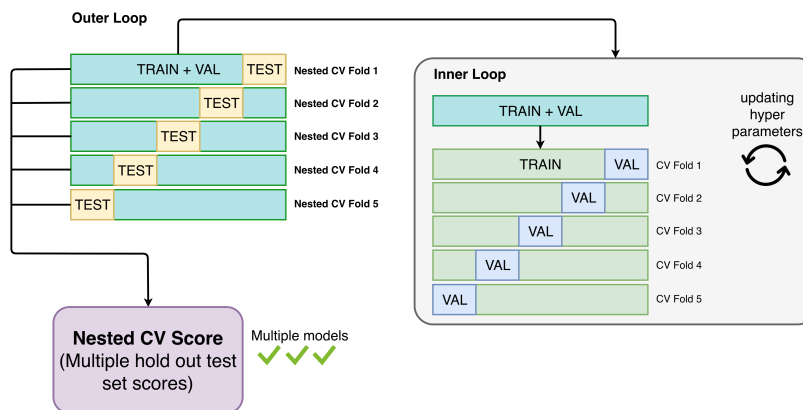 Outer Loop
TRAIN + VAL
TEST
Nested CV Fold 1
TEST
Nested CV Fold 2
TEST
Nested CV Fold 3
TEST
Nested CV Fold 4
TEST
Nested CV Fold 5
Nested CV Score
(Multiple hold out test
set scores)
Multiple models
Inner Loop
TRAIN + VAL
TRAIN
VAL
CV Fold 1
VAL
CV Fold 2
VAL
CV Fold 3
VAL
CV Fold 4
VAL
CV Fold 5
updating
hyper
parameters